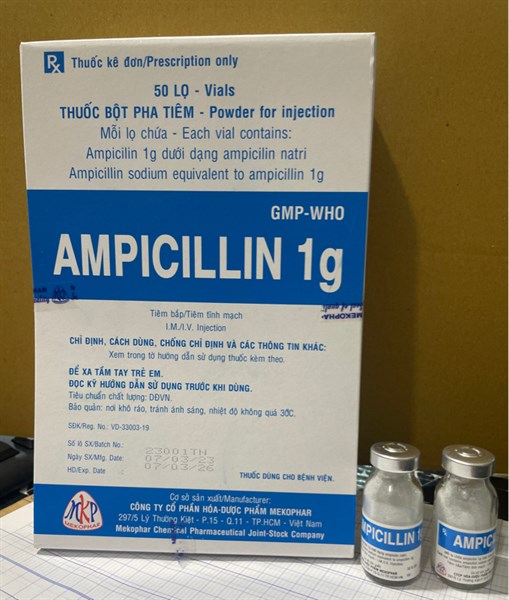 Rx Thuốc kê đơn/Prescription only
50 LỌ - Vials
THUỐC BỘT PHA TIÊM - Powder for injection
Mỗi lọ chứa - Each vial contains:
Ampicilin 1g dưới dạng ampicilin natri
Ampicillin sodium equivalent to ampicillin 1g
GMP-WHO
AMPICILLIN 1g
MEKOPHAR
Tiêm bắp/Tiêm tĩnh mạch
I.M./I.V. Injection
CHỈ ĐỊNH, CÁCH DÙNG, CHỐNG CHỈ ĐỊNH VÀ CÁC THÔNG TIN KHÁC:
Xem trong tờ hướng dẫn sử dụng thuốc kèm theo.
ĐỂ XA TẦM TAY TRẺ EM.
ĐỌC KỸ HƯỚNG DẪN SỬ DỤNG TRƯỚC KHI DÙNG.
Tiêu chuẩn chất lượng: DĐVN.
Bảo quản: nơi khô ráo, tránh ánh sáng, nhiệt độ không quá 30C.
SĐK/Reg. No.: VD-33003-19
Số lô SX/Batch No.: 23001TN
Ngày SX/Mfg. Date: 07/03/23
HD/Exp. Date 07/03/26
THUỐC DÙNG CHO BỆNH VIỆN.
MKP
MEKOPHAR
Cơ sở sản xuất/Manufacturer:
CÔNG TY CỔ PHẦN HÓA-DƯỢC PHẨM MEKOPHAR
297/5 Lý Thường Kiệt - P.15 - Q.11 - TP.HCM - Việt Nam
Mekophar Chemical Pharmaceutical Joint-Stock Company
MPICILLIN 1g
AMPIC